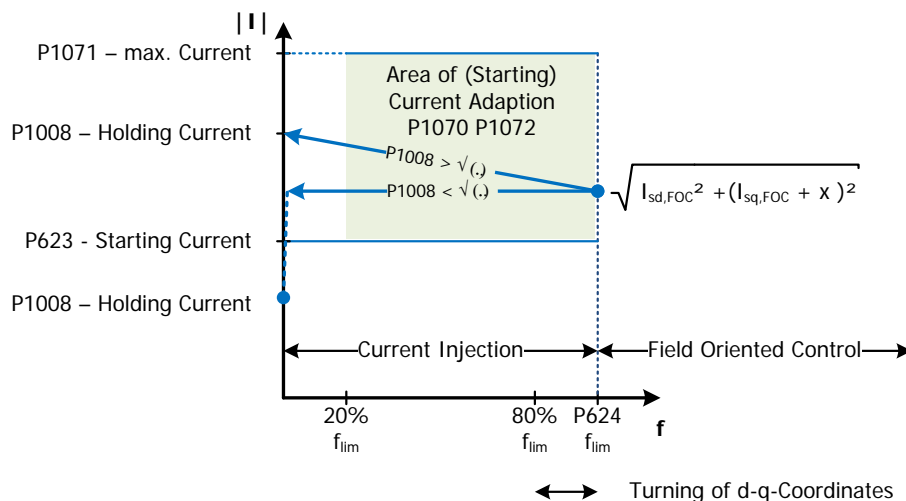 |I|
P1071 – max. Current
Area of (Starting)
Current Adaption
P1070 P1072
P1008 – Holding Current
P1008 > √(.)
P1008 < √(.)
√ I_sd,FOC² + (I_sq,FOC + x )²
P623 - Starting Current
P1008 – Holding Current
Current Injection
Field Oriented Control
20%
f_lim
80%
f_lim
P624
f_lim
f
Turning of d-q-Coordinates